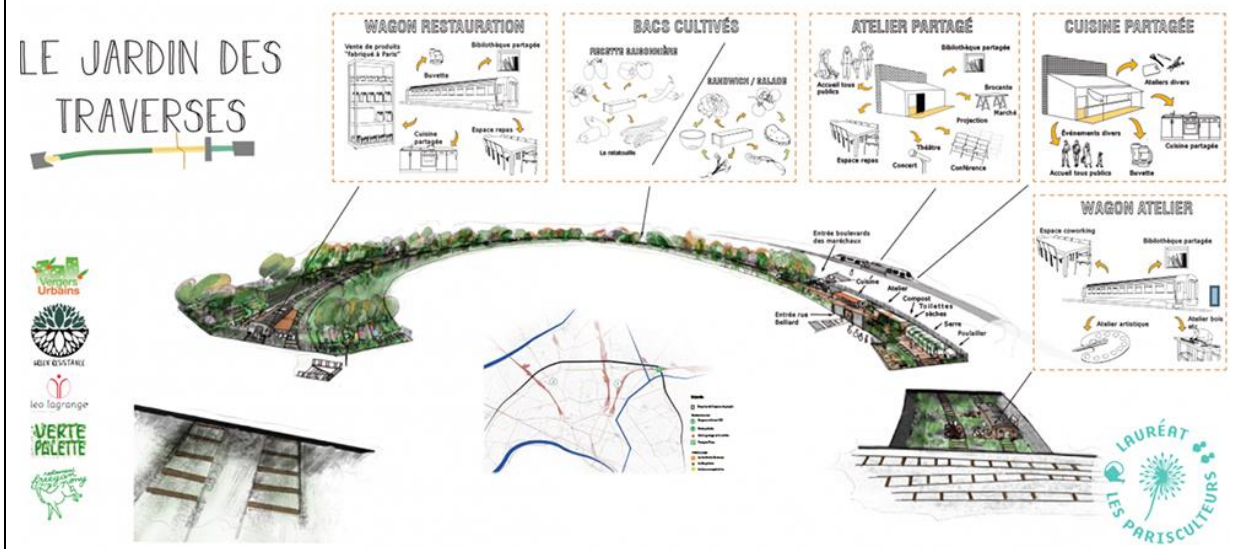 LE JARDIN DES
TRAVERSES
WAGON RESTAURATION
Vente de produits
"fabriqué à Paris"
Bibliothèque partagée
Buvette
Cuisine
partagée
Espace repas
BACS CULTIVÉS
RECETTE SAISONNIÈRE
SANDWICH / SALADE
La ratatouille
ATELIER PARTAGÉ
Bibliothèque partagée
Accueil tous
publics
Brocante
Marché
Projection
Espace repas
Théâtre
Concert
Conférence
CUISINE PARTAGÉE
Ateliers divers
Événements divers
Cuisine partagée
Accueil tous publics
Buvette
WAGON ATELIER
Espace coworking
Bibliothèque partagée
Atelier artistique
Atelier bois
etc
Entrée boulevards
des maréchaux
Cuisine
Atelier
Compost
Toilettes
sèches
Serre
Poulailler
Entrée rue
Belliard
Vergers
Urbains
leo lagrange
VERTE
PALETTE
LAURÉAT
LES PARISCULTEURS